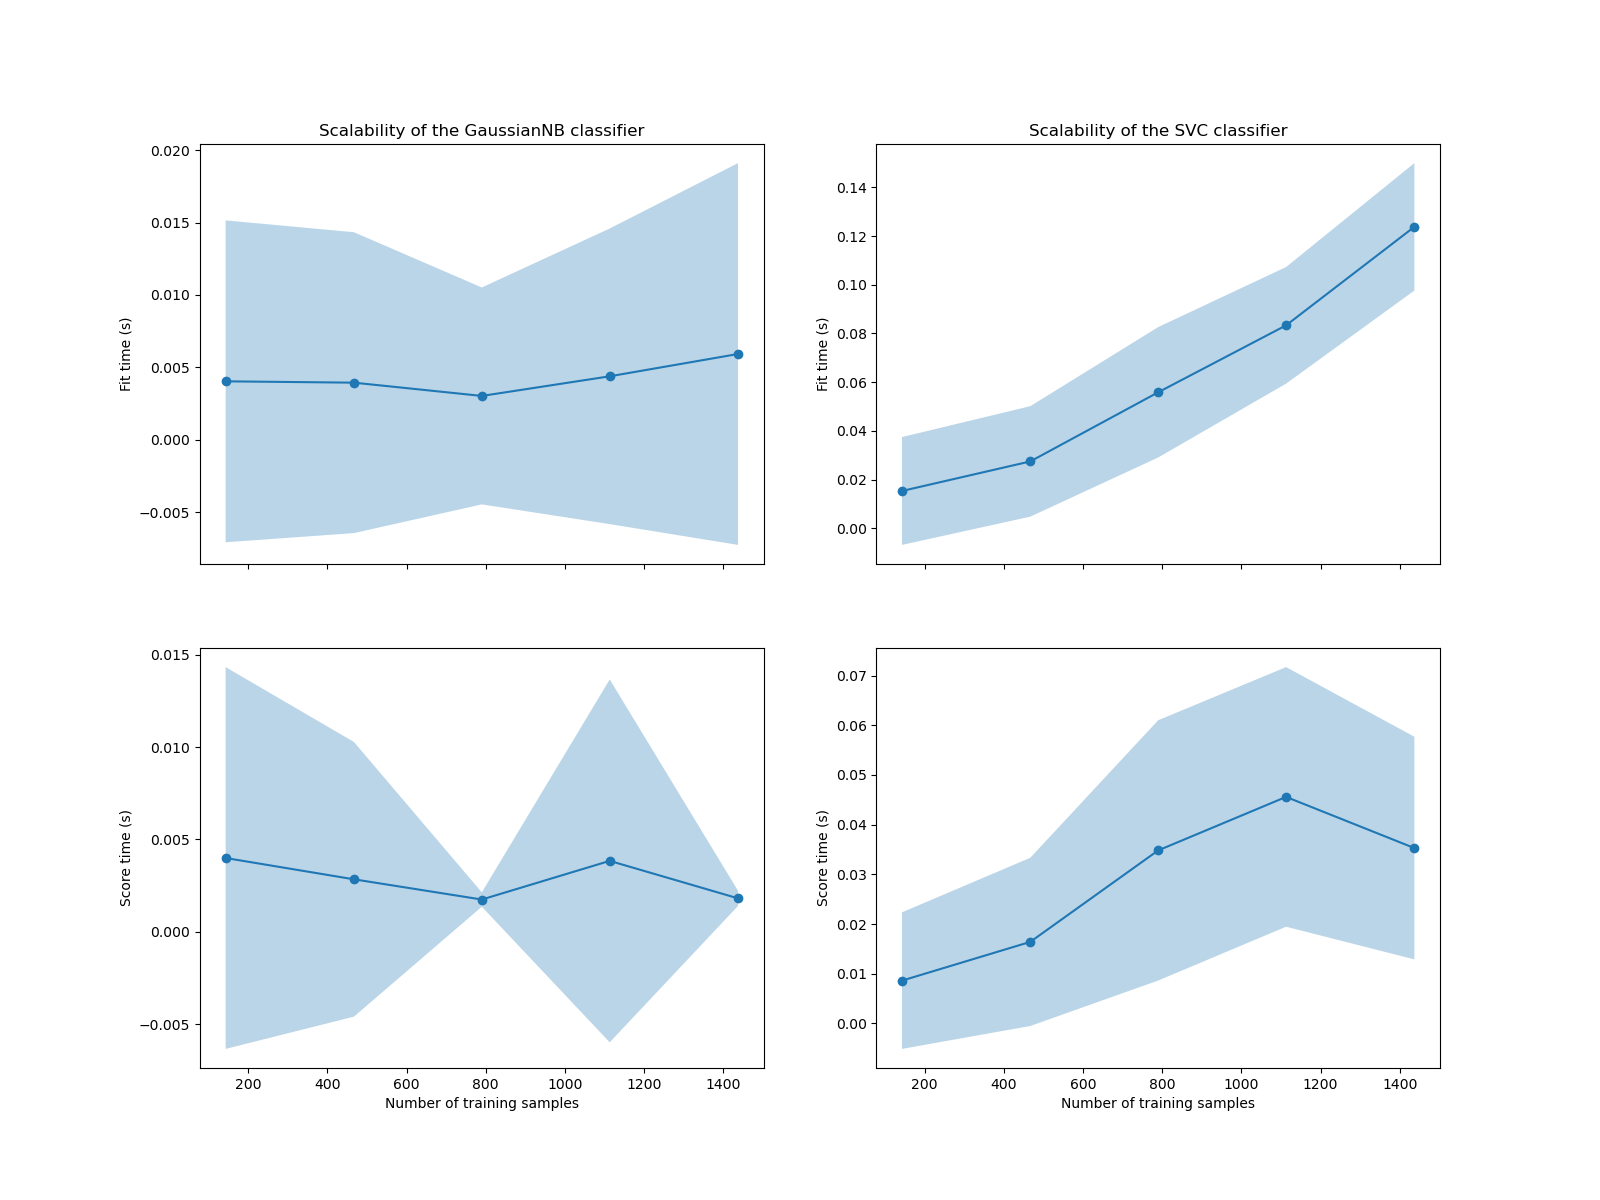 Scalability of the GaussianNB classifier
0.020
0.015
0.010
0.005
0.000
−0.005
Fit time (s)
Scalability of the SVC classifier
0.14
0.12
0.10
0.08
0.06
0.04
0.02
0.00
Fit time (s)
0.015
0.010
0.005
0.000
−0.005
Score time (s)
200 400 600 800 1000 1200 1400
Number of training samples
0.07
0.06
0.05
0.04
0.03
0.02
0.01
0.00
Score time (s)
200 400 600 800 1000 1200 1400
Number of training samples